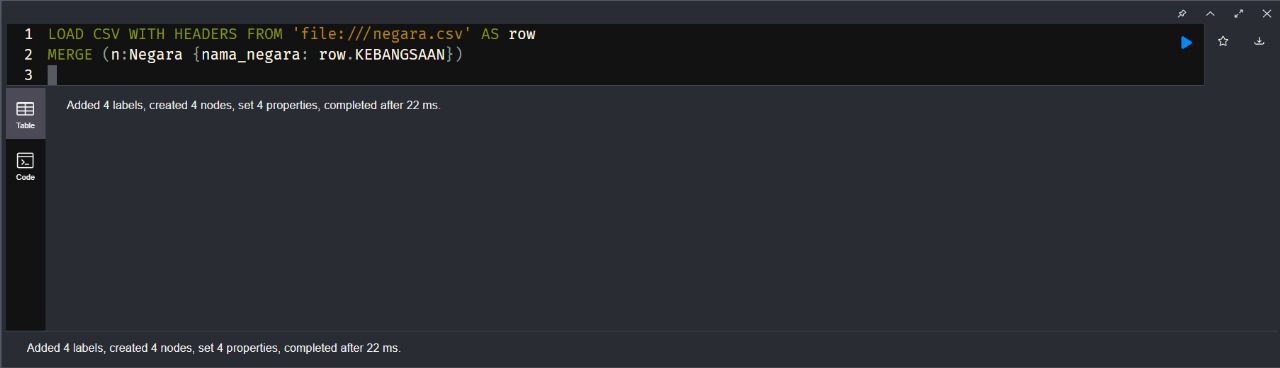 1 LOAD CSV WITH HEADERS FROM 'file:///negara.csv' AS row
2 MERGE (n:Negara {nama_negara: row.KEBANGSAAN})
3
Added 4 labels, created 4 nodes, set 4 properties, completed after 22 ms.
Table
Code
Added 4 labels, created 4 nodes, set 4 properties, completed after 22 ms.